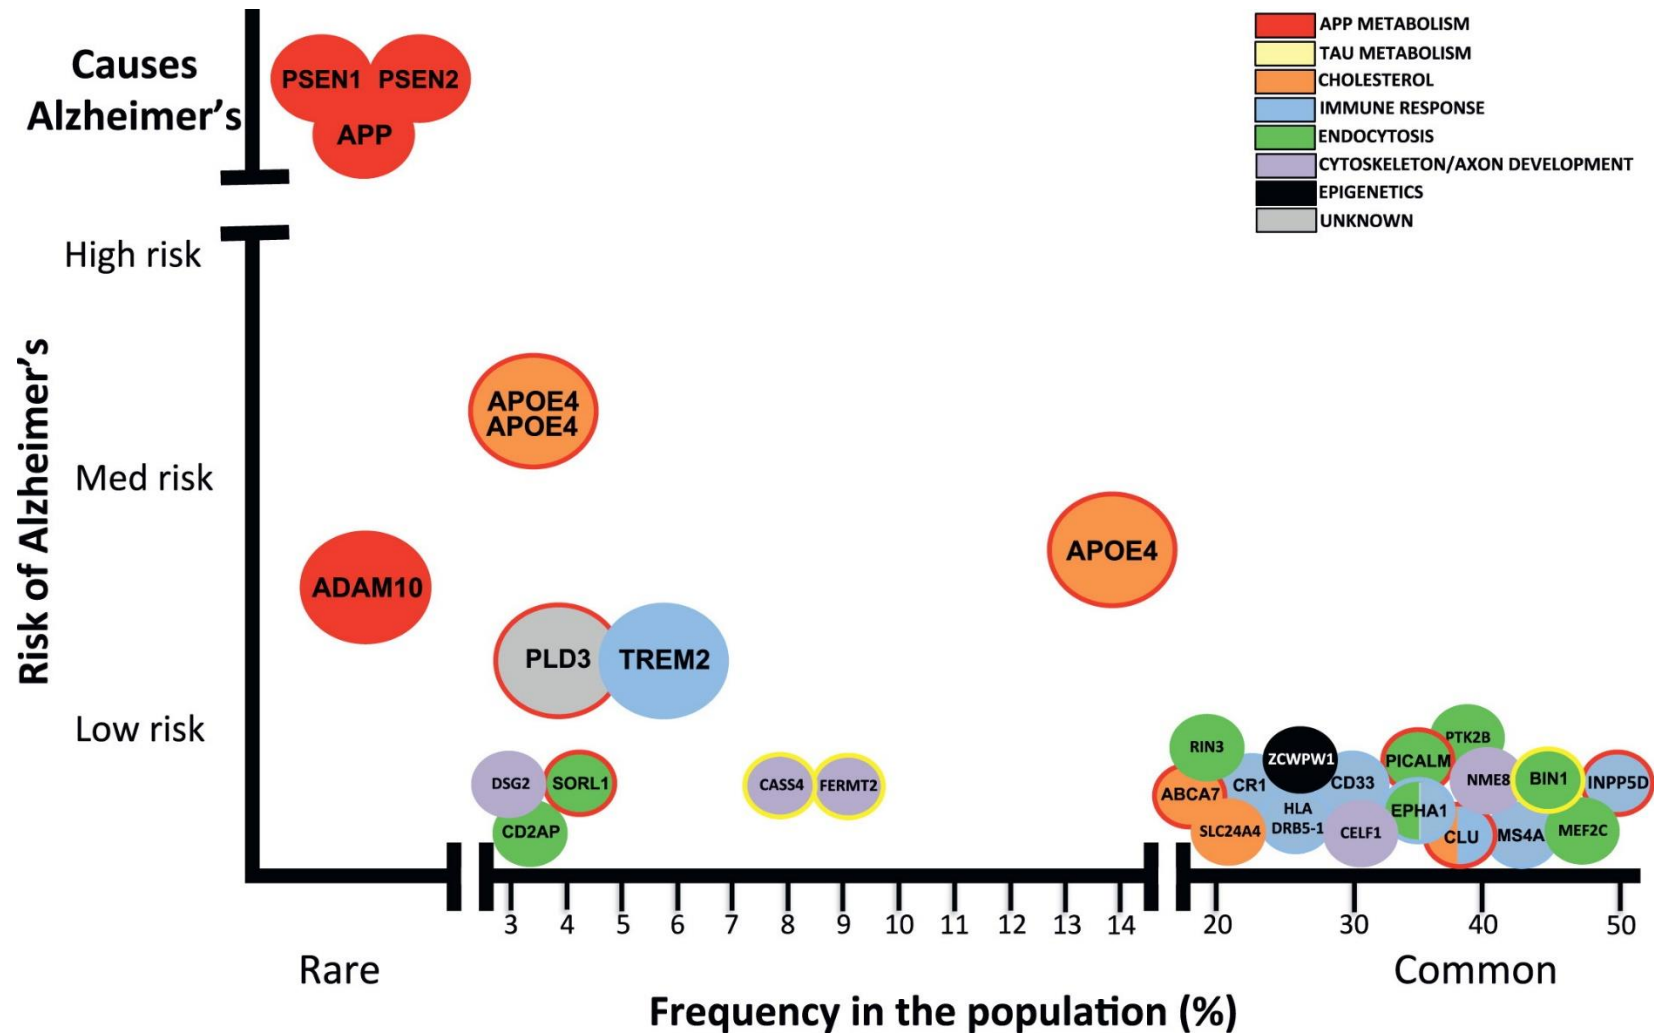 APP METABOLISM
TAU METABOLISM
CHOLESTEROL
IMMUNE RESPONSE
ENDOCYTOSIS
CYTOSKELETON/AXON DEVELOPMENT
EPIGENETICS
UNKNOWN
Causes
Alzheimer's
High risk
Med risk
Low risk
Risk of Alzheimer's
PSEN1
PSEN2
APP
APOE4
APOE4
APOE4
ADAM10
PLD3
TREM2
DSG2
SORL1
CD2AP
CASS4
FERMT2
RIN3
ABCA7
SLC24A4
CR1
ZCWPW1
HLA
DRB5-1
CD33
CELF1
PICALM
EPHA1
PTK2B
NME8
CLU
MS4A
BIN1
MEF2C
INPP5D
3 4 5 6 7 8 9 10 11 12 13 14 20 30 40 50
Rare
Common
Frequency in the population (%)